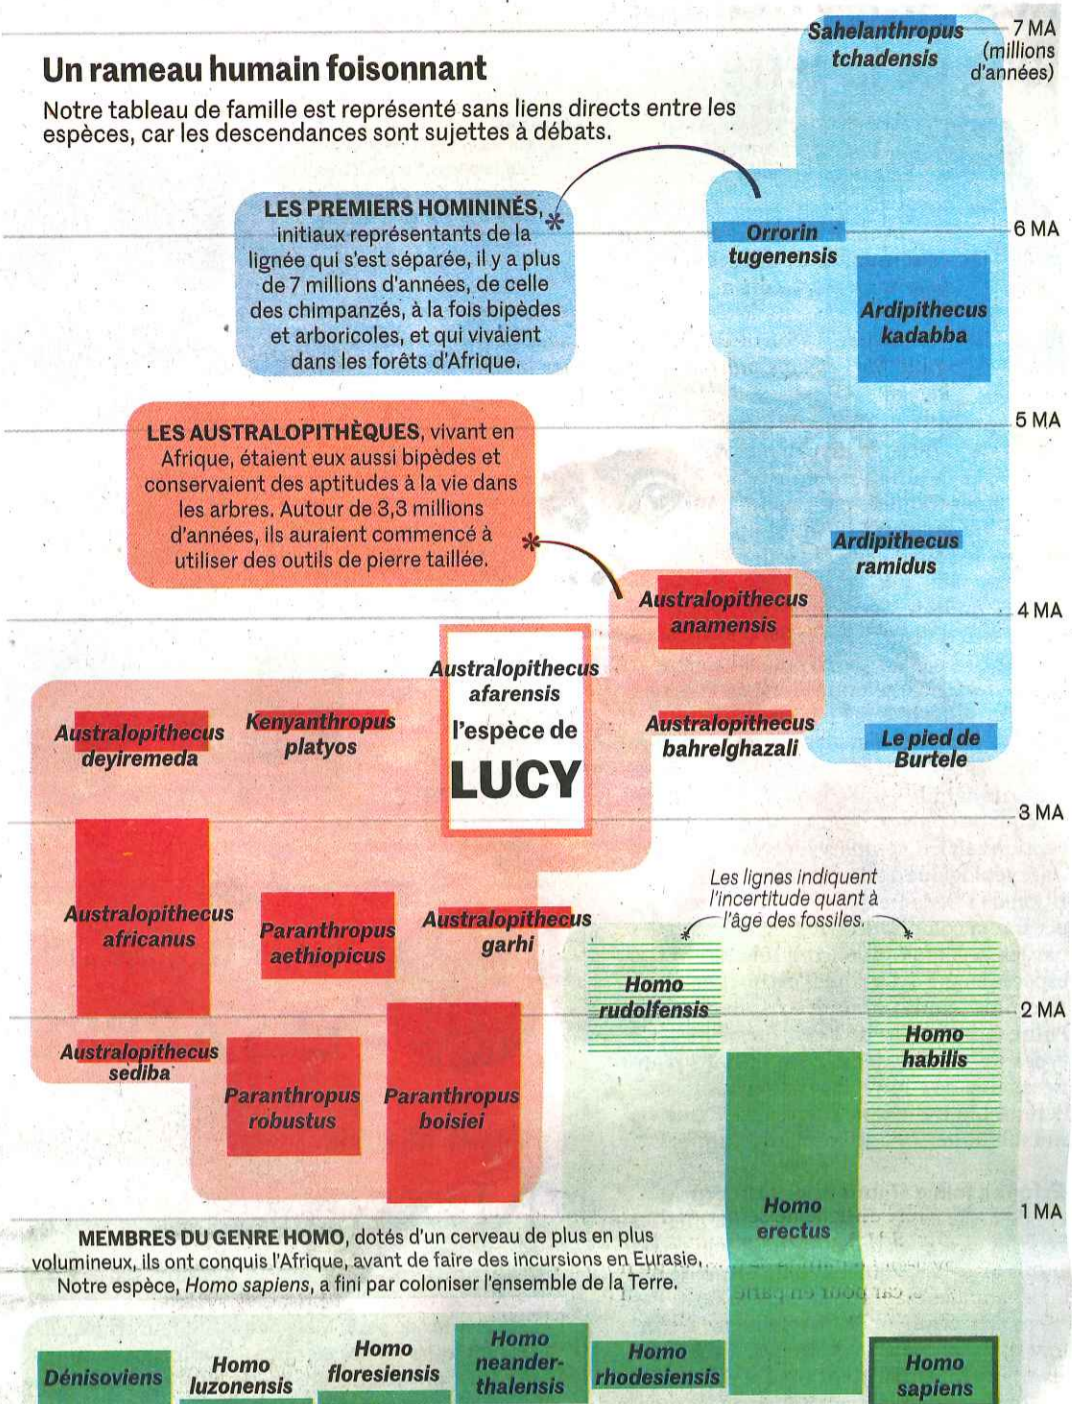 Sahelanthropus
tchadensis
7 MA
(millions
d'années)
Un rameau humain foisonnant
Notre tableau de famille est représenté sans liens directs entre les
espèces, car les descendances sont sujettes à débats.
LES PREMIERS HOMININÉS,
initiaux représentants de la
lignée qui s'est séparée, il y a plus
de 7 millions d'années, de celle
des chimpanzés, à la fois bipèdes
et arboricoles, et qui vivaient
dans les forêts d'Afrique.
*
Orrorin
tugenensis
6 MA
Ardipithecus
kadabba
5 MA
LES AUSTRALOPITHÈQUES, vivant en
Afrique, étaient eux aussi bipèdes et
conservaient des aptitudes à la vie dans
les arbres. Autour de 3,3 millions
d'années, ils auraient commencé à
utiliser des outils de pierre taillée.
*
Ardipithecus
ramidus
Australopithecus
anamensis
4 MA
Australopithecus
afarensis
l'espèce de
LUCY
Australopithecus
deyiremeda
Kenyanthropus
platyos
Australopithecus
bahrelghazali
Le pied de
Burtele
3 MA
Les lignes indiquent
l'incertitude quant à
l'âge des fossiles.
* *
Australopithecus
africanus
Paranthropus
aethiopicus
Australopithecus
garhi
Homo
rudolfensis
2 MA
Homo
habilis
Australopithecus
sediba
Paranthropus
robustus
Paranthropus
boisiei
Homo
erectus
1 MA
MEMBRES DU GENRE HOMO, dotés d'un cerveau de plus en plus
volumineux, ils ont conquis l'Afrique, avant de faire des incursions en Eurasie.
Notre espèce, Homo sapiens, a fini par coloniser l'ensemble de la Terre.
Dénisoviens
Homo
luzonensis
Homo
floresiensis
Homo
neander-
thalensis
Homo
rhodesiensis
Homo
sapiens